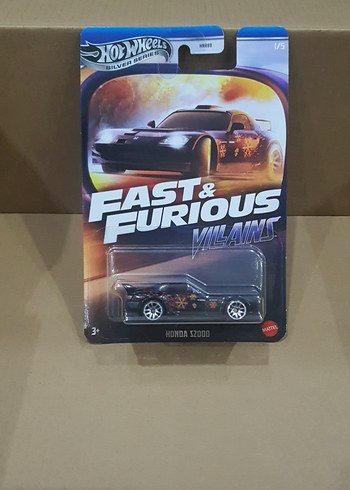 HOT WHEELS
SILVER SERIES
1/5
FAST &
FURIOUS
VILLAINS
3+
HONDA S2000
MATTEL